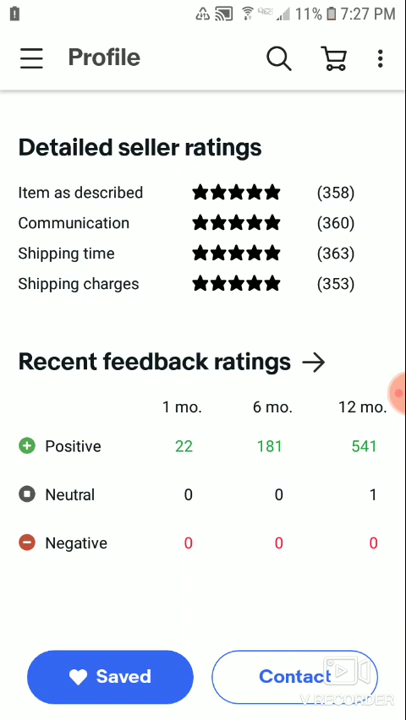 11% 7:27 PM
Profile
Detailed seller ratings
Item as described (358)
Communication (360)
Shipping time (363)
Shipping charges (353)
Recent feedback ratings
1 mo. 6 mo. 12 mo.
Positive 22 181 541
Neutral 0 0 1
Negative 0 0 0
Saved Contact
V RECORDER